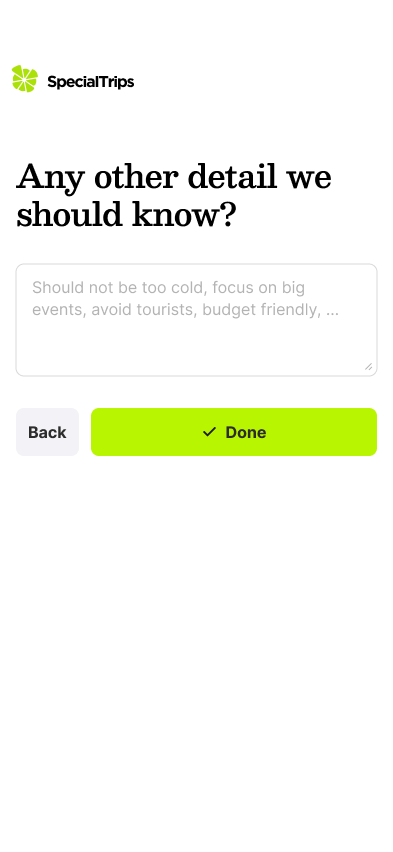 SpecialTrips
Any other detail we
should know?
Should not be too cold, focus on big
events, avoid tourists, budget friendly, ...
Back
Done